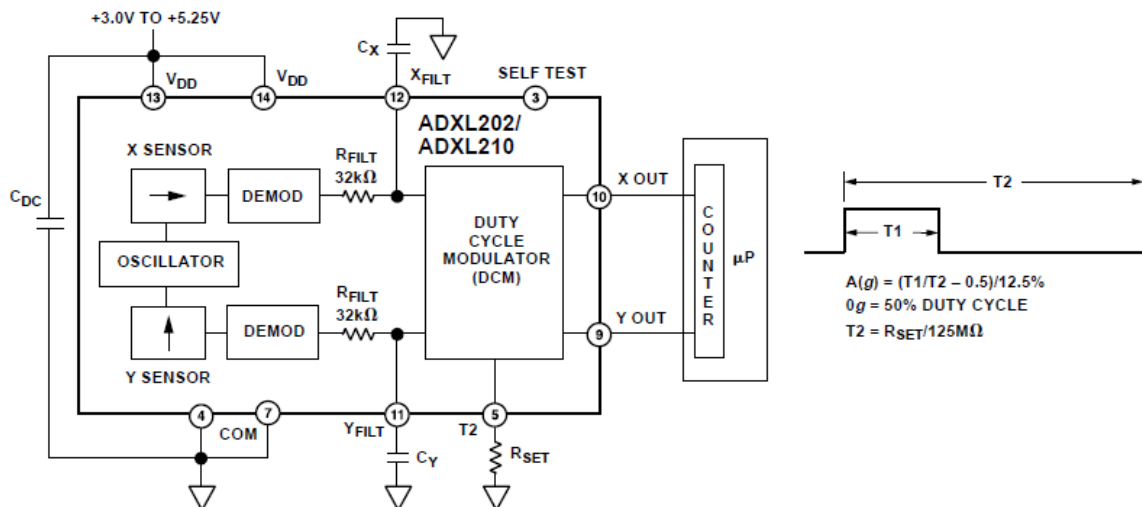 +3.0V TO +5.25V
CX
XFILT
SELF TEST
VDD
VDD
13
14
12
3
ADXL202/
ADXL210
X SENSOR
RFILT
32kΩ
DEMOD
CDC
OSCILLATOR
DUTY
CYCLE
MODULATOR
(DCM)
X OUT
10
COUNTER
μP
RFILT
32kΩ
DEMOD
Y OUT
9
Y SENSOR
4
7
COM
11
YFILT
T2
5
CY
RSET
T2
T1
A(g) = (T1/T2 – 0.5)/12.5%
0g = 50% DUTY CYCLE
T2 = RSET/125MΩ